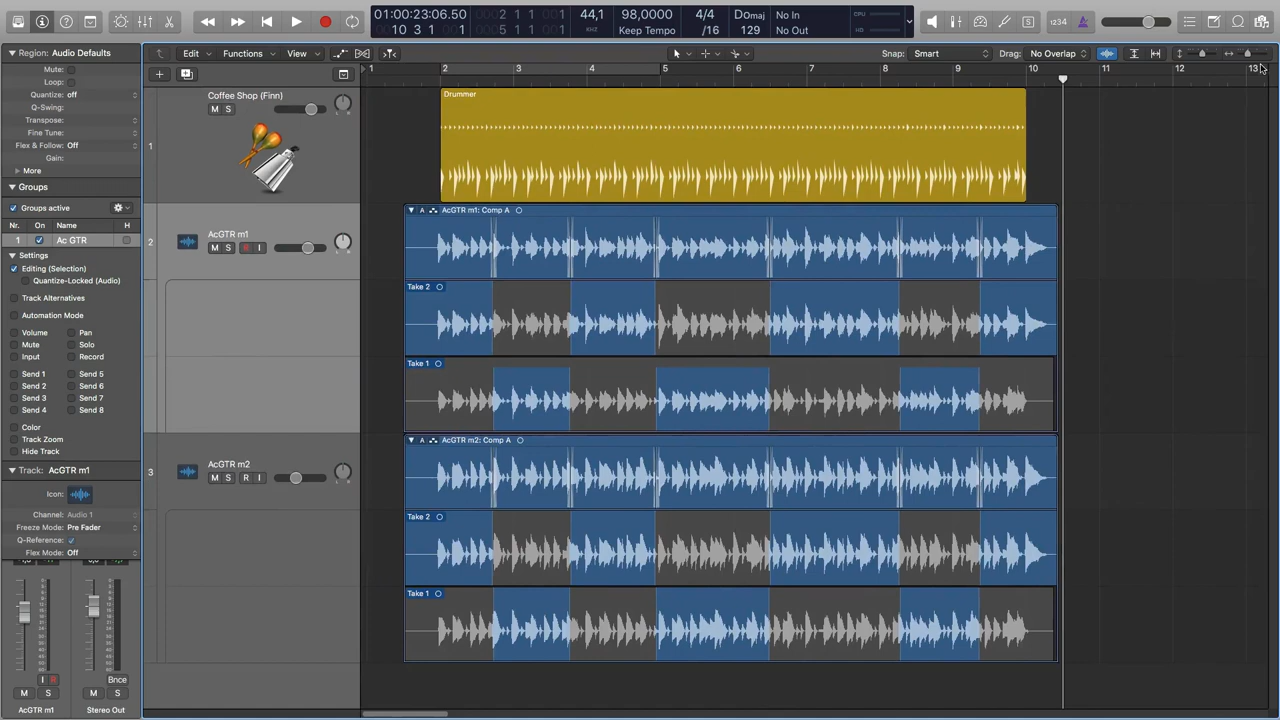 01:00:23:06.50
10 3 1 1
0002 1 1 001
0005 1 1 001
44,1
KHZ
98,0000
Keep Tempo
4/4
/16
DOmaj
129
No In
No Out
CPU
1234
S
Region: Audio Defaults
Mute:
Loop:
Quantize: off
Q-Swing:
Transpose:
Fine Tune:
Flex & Follow: Off
Gain:
More
Groups
Groups active
Nr. On Name H
1 Ac GTR
Settings
Editing (Selection)
Quantize-Locked (Audio)
Track Alternatives
Automation Mode
Volume Pan
Mute Solo
Input Record
Send 1 Send 5
Send 2 Send 6
Send 3 Send 7
Send 4 Send 8
Color
Track Zoom
Hide Track
Track: AcGTR m1
Icon:
Channel: Audio 1
Freeze Mode: Pre Fader
Q-Reference:
Flex Mode: Off
I R Bnce
M S M S
AcGTR m1 Stereo Out
Edit Functions View
Snap: Smart Drag: No Overlap
1 2 3 4 5 6 7 8 9 10 11 12 13
1
Coffee Shop (Finn)
M S
Drummer
2
AcGTR m1
M S R I
AcGTR m1: Comp A
A
Take 2
Take 1
3
AcGTR m2
M S R I
AcGTR m2: Comp A
A
Take 2
Take 1